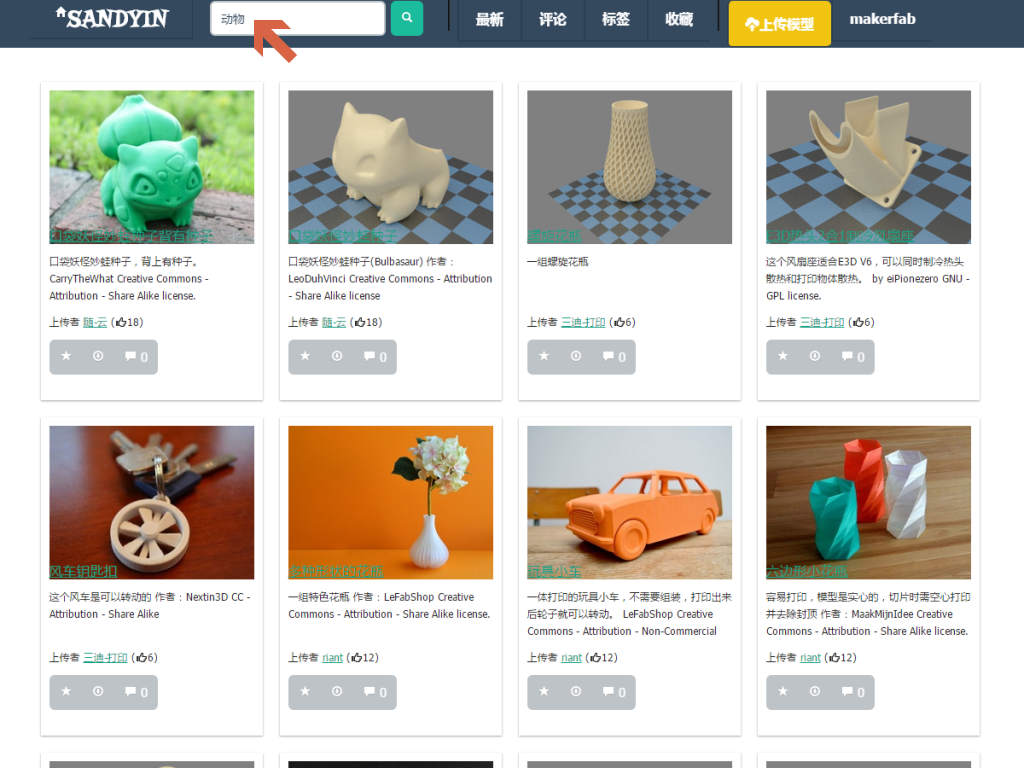 SANDYIN
动物
最新 评论 标签 收藏
上传模型
makerfab
口袋妖怪妙蛙种子背有种子
口袋妖怪妙蛙种子，背上有种子。
CarryTheWhat Creative Commons -
Attribution - Share Alike license.
上传者 随-云 (18)
0
口袋妖怪妙蛙种子
口袋妖怪妙蛙种子(Bulbasaur) 作者：
LeoDuhVinci Creative Commons - Attribution
- Share Alike license
上传者 随-云 (18)
0
螺旋花瓶
一组螺旋花瓶
上传者 三迪-打印 (6)
0
这个风扇座适合E3D V6，可以同时制冷热头
散热和打印物体散热。 by eiPionezero GNU -
GPL license.
上传者 三迪-打印 (6)
0
风车钥匙扣
这个风车是可以转动的 作者：Nextin3D CC -
Attribution - Share Alike
上传者 三迪-打印 (6)
0
多种形状的花瓶
一组特色花瓶 作者：LeFabShop Creative
Commons - Attribution - Share Alike license.
上传者 riant (12)
0
玩具小车
一体打印的玩具小车，不需要组装，打印出来
后轮子就可以转动。 LeFabShop Creative
Commons - Attribution - Non-Commercial
上传者 riant (12)
0
六边形小花瓶
容易打印，模型是实心的，切片时需空心打印
并去除封顶 作者：MaakMijnIdee Creative
Commons - Attribution - Share Alike license.
上传者 riant (12)
0